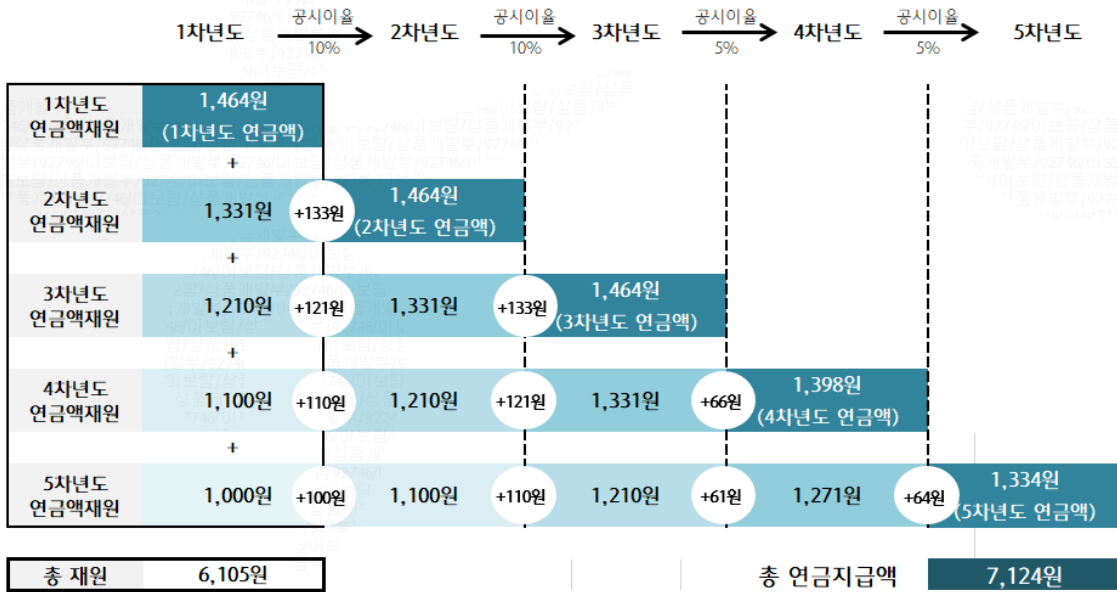 1차년도 공시이율 10% 2차년도 공시이율 10% 3차년도 공시이율 5% 4차년도 공시이율 5% 5차년도
1차년도 연금액재원
1,464원
(1차년도 연금액)
+
2차년도 연금액재원
1,331원 +133원
1,464원
(2차년도 연금액)
+
3차년도 연금액재원
1,210원 +121원 1,331원 +133원
1,464원
(3차년도 연금액)
+
4차년도 연금액재원
1,100원 +110원 1,210원 +121원 1,331원 +66원
1,398원
(4차년도 연금액)
+
5차년도 연금액재원
1,000원 +100원 1,100원 +110원 1,210원 +61원 1,271원 +64원
1,334원
(5차년도 연금액)
총 재원 6,105원 총 연금지급액 7,124원